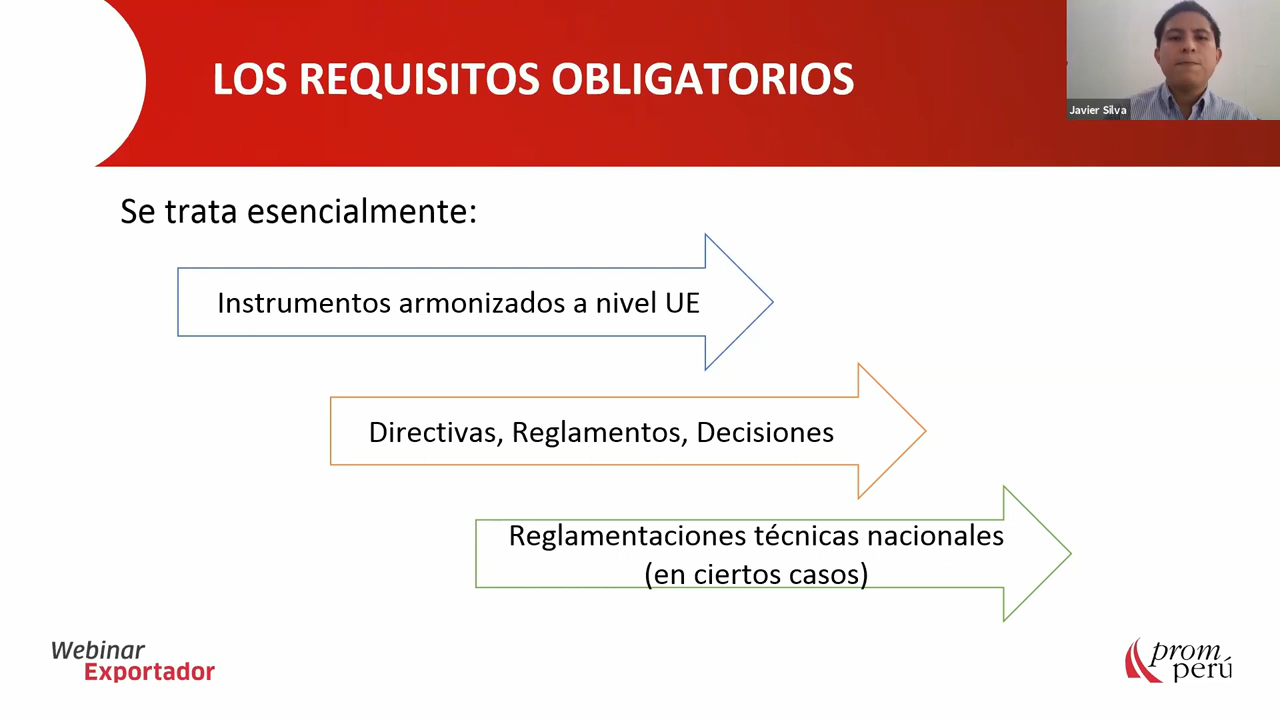 LOS REQUISITOS OBLIGATORIOS
Javier Silva
Se trata esencialmente:
Instrumentos armonizados a nivel UE
Directivas, Reglamentos, Decisiones
Reglamentaciones técnicas nacionales
(en ciertos casos)
Webinar
Exportador
prom
perú